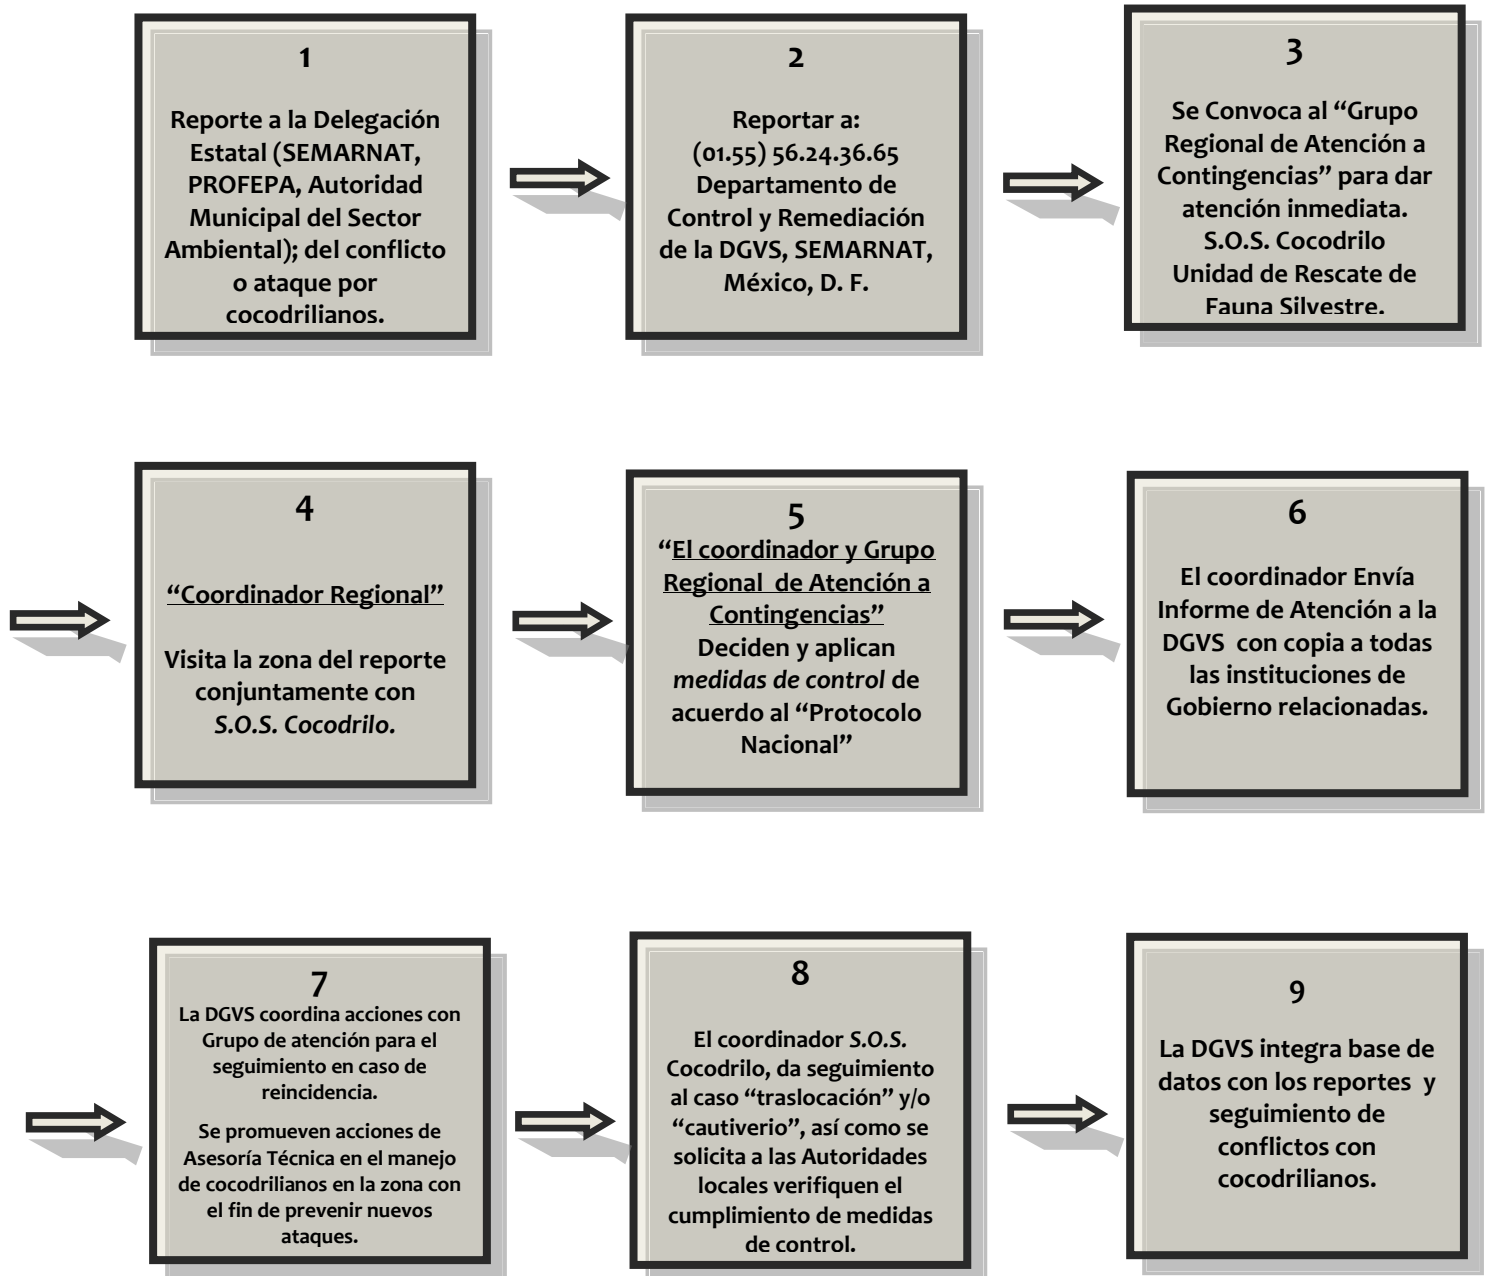 1
Reporte a la Delegación
Estatal (SEMARNAT,
PROFEPA, Autoridad
Municipal del Sector
Ambiental); del conflicto
o ataque por
cocodrilianos.
2
Reportar a:
(01.55) 56.24.36.65
Departamento de
Control y Remediación
de la DGVS, SEMARNAT,
México, D. F.
3
Se Convoca al “Grupo
Regional de Atención a
Contingencias” para dar
atención inmediata.
S.O.S. Cocodrilo
Unidad de Rescate de
Fauna Silvestre.
4
“Coordinador Regional”
Visita la zona del reporte
conjuntamente con
S.O.S. Cocodrilo.
5
“El coordinador y Grupo
Regional de Atención a
Contingencias”
Deciden y aplican
medidas de control de
acuerdo al “Protocolo
Nacional”
6
El coordinador Envía
Informe de Atención a la
DGVS con copia a todas
las instituciones de
Gobierno relacionadas.
7
La DGVS coordina acciones con
Grupo de atención para el
seguimiento en caso de
reincidencia.
Se promueven acciones de
Asesoría Técnica en el manejo
de cocodrilianos en la zona con
el fin de prevenir nuevos
ataques.
8
El coordinador S.O.S.
Cocodrilo, da seguimiento
al caso “traslocación” y/o
“cautiverio”, así como se
solicita a las Autoridades
locales verifiquen el
cumplimiento de medidas
de control.
9
La DGVS integra base de
datos con los reportes y
seguimiento de
conflictos con
cocodrilianos.